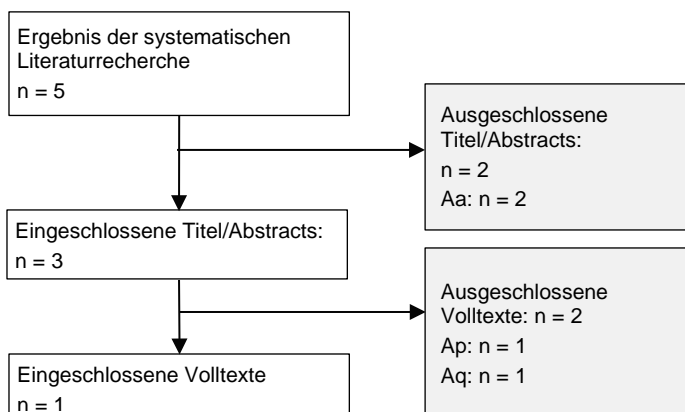 Ergebnis der systematischen
Literaturrecherche
n = 5
Ausgeschlossene
Titel/Abstracts:
n = 2
Aa: n = 2
Eingeschlossene Titel/Abstracts:
n = 3
Ausgeschlossene
Volltexte: n = 2
Ap: n = 1
Aq: n = 1
Eingeschlossene Volltexte
n = 1